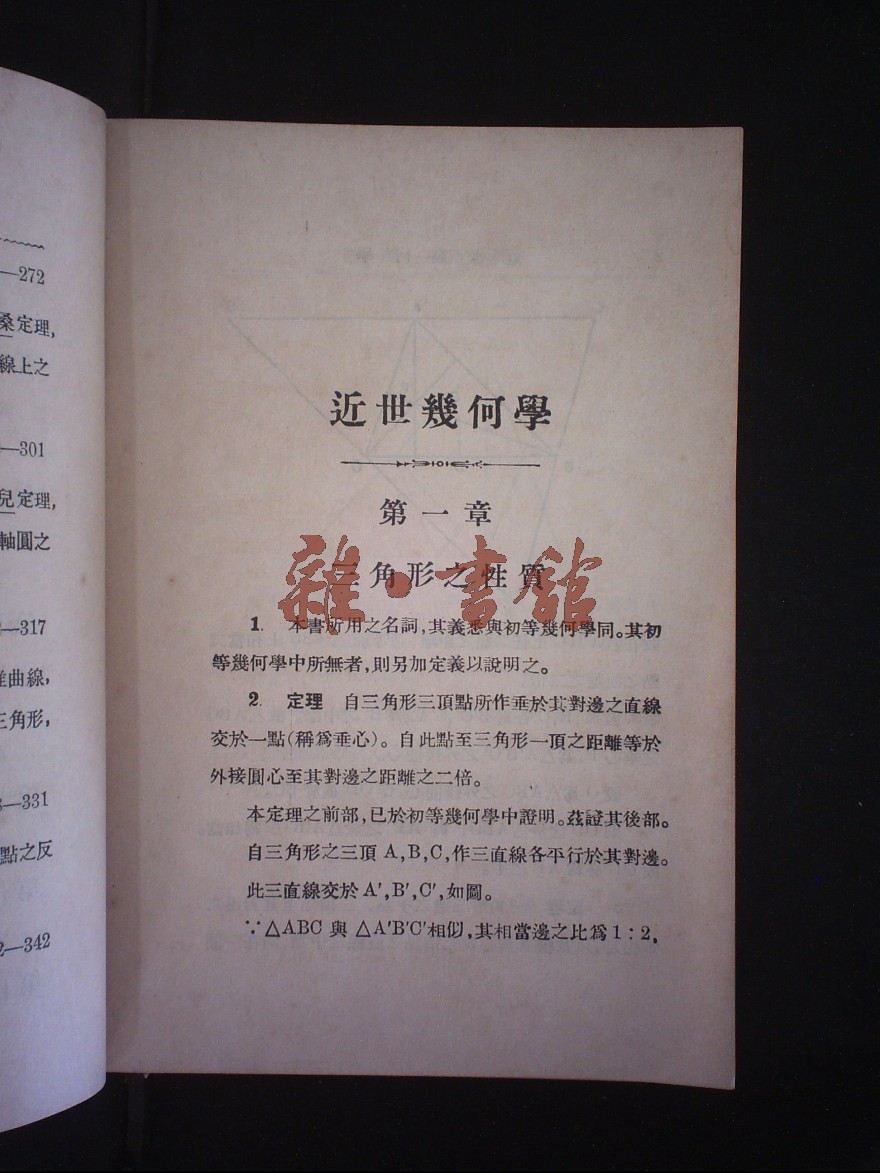 —272
桑定理,
線上之
—301
兒定理,
軸圓之
—317
曲線,
三角形,
—331
點之反
—342
近世幾何學
第一章
三角形之性質
雜·書館
1. 本書所用之名詞,其義悉與初等幾何學同。其初
等幾何學中所無者,則另加定義以說明之。
2. 定理 自三角形三頂點所作垂於其對邊之直線
交於一點(稱爲垂心)。自此點至三角形一頂之距離等於
外接圓心至其對邊之距離之二倍。
本定理之前部,已於初等幾何學中證明。茲證其後部。
自三角形之三頂 A,B,C,作三直線各平行於其對邊。
此三直線交於 A′,B′,C′,如圖。
∵△ABC 與 △A′B′C′相似,其相當邊之比爲1:2,